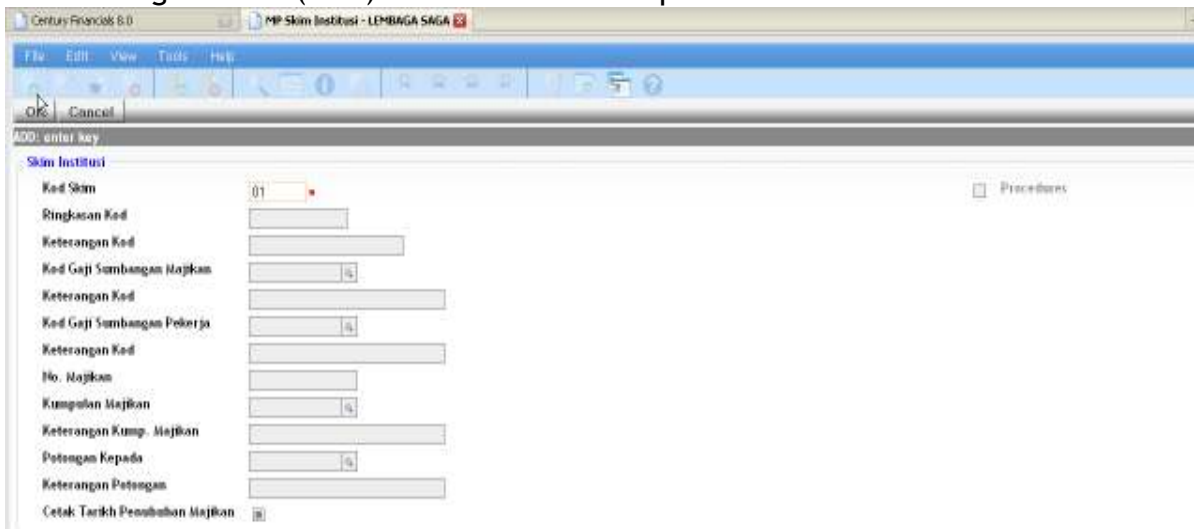 Century Financials 8.0 MP Skim Institusi - LEMBAGA SAGA
File Edit View Tools Help
OK Cancel
ADD: enter key
Skim Institusi
Kod Skim 01 Procedures
Ringkasan Kod
Keterangan Kod
Kod Gaji Sumbangan Majikan
Keterangan Kod
Kod Gaji Sumbangan Pekerja
Keterangan Kod
No. Majikan
Kumpulan Majikan
Keterangan Kump. Majikan
Potongan Kepada
Keterangan Potongan
Cetak Tarikh Penubuhan Majikan